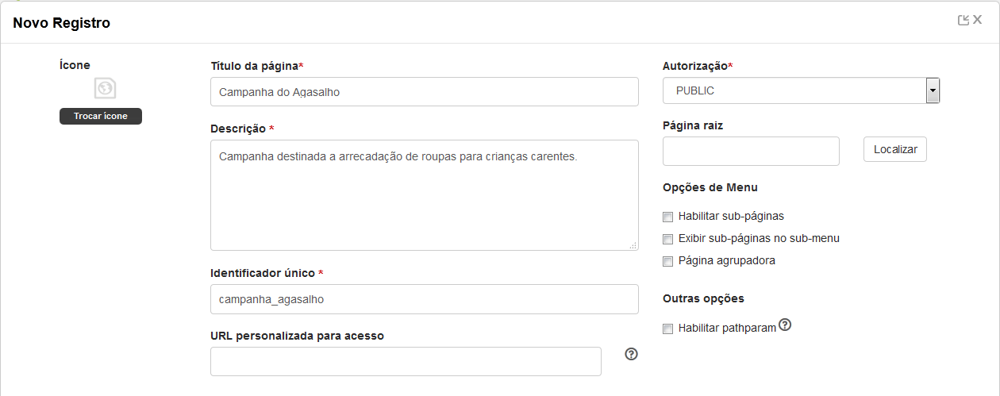 Novo Registro
Ícone
Trocar ícone
Título da página*
Campanha do Agasalho
Descrição *
Campanha destinada a arrecadação de roupas para crianças carentes.
Identificador único *
campanha_agasalho
URL personalizada para acesso
Autorização*
PUBLIC
Página raiz
Localizar
Opções de Menu
Habilitar sub-páginas
Exibir sub-páginas no sub-menu
Página agrupadora
Outras opções
Habilitar pathparam